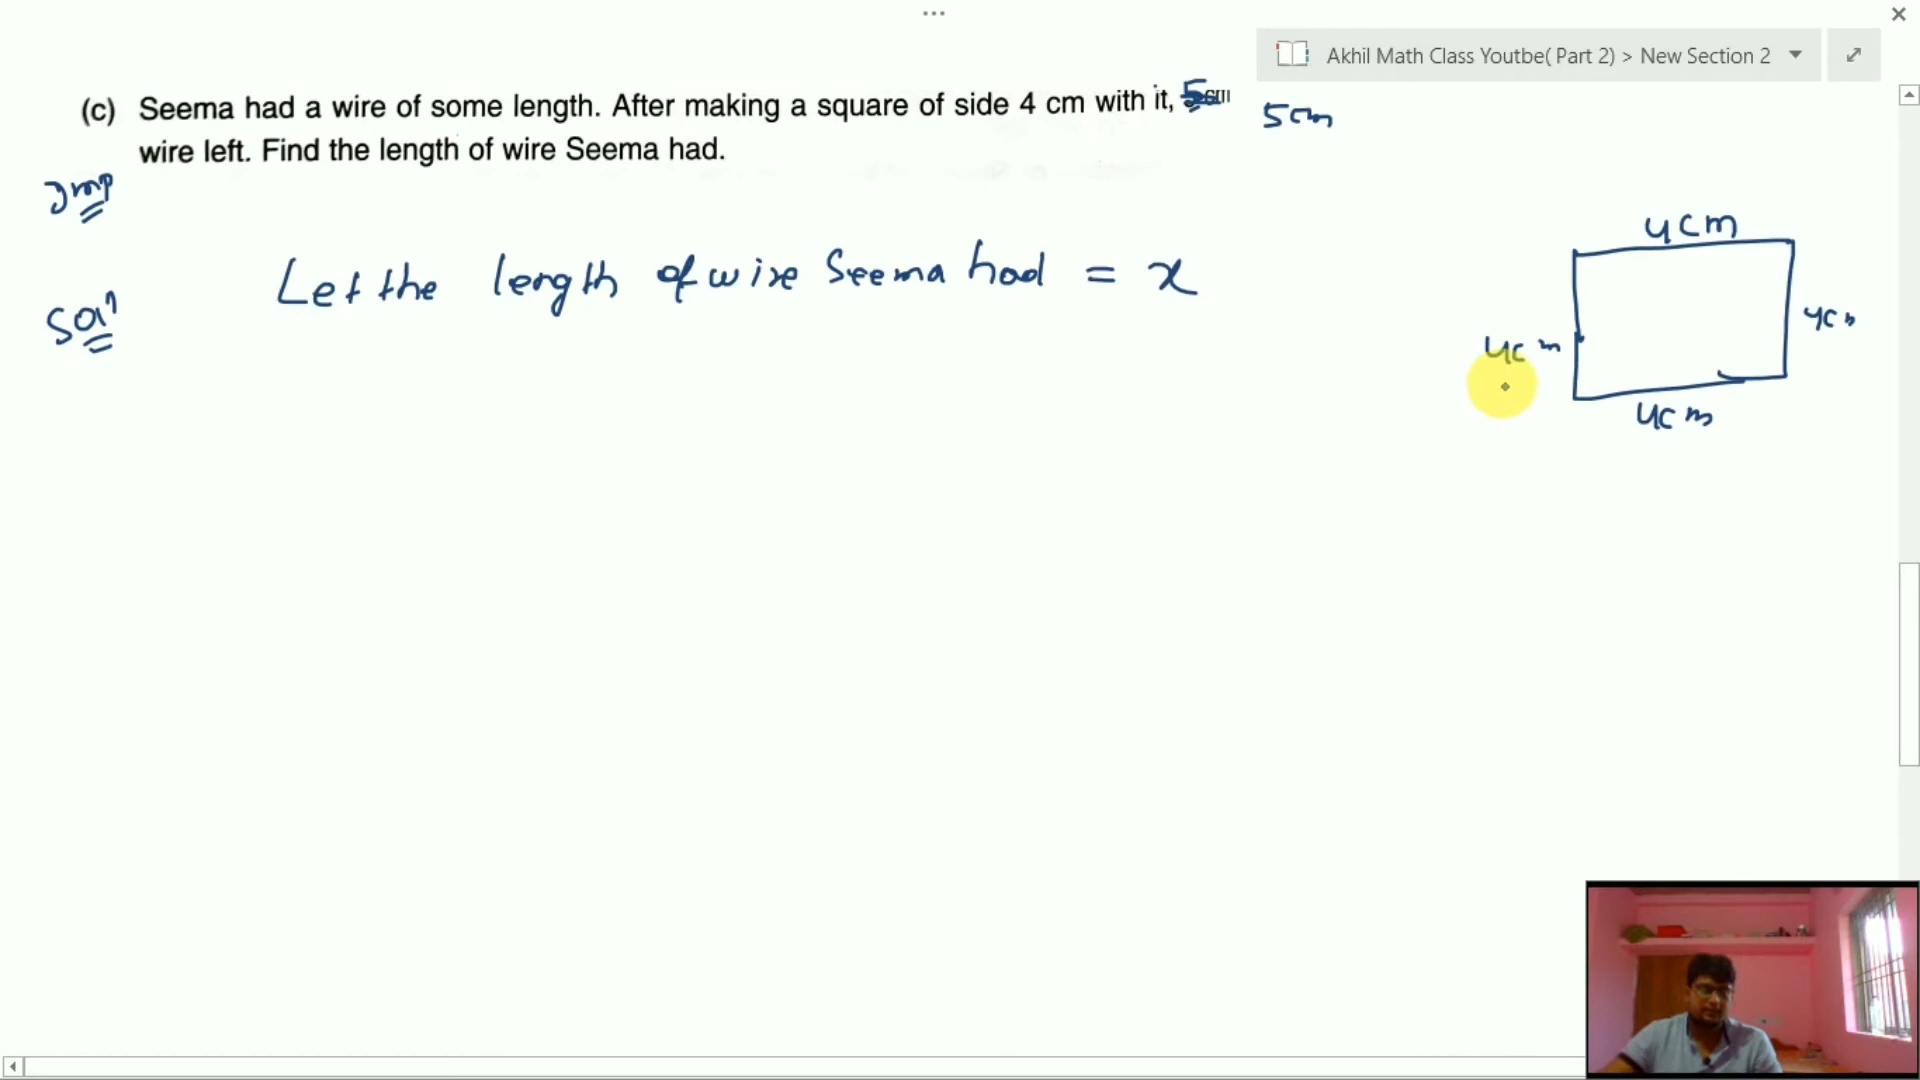 Akhil Math Class Youtbe( Part 2) > New Section 2
(c) Seema had a wire of some length. After making a square of side 4 cm with it, 5 cm
5cm
wire left. Find the length of wire Seema had.
Imp
Let the length of wire Seema had = x
Sol'n
4cm
4cm
4cm
4cm